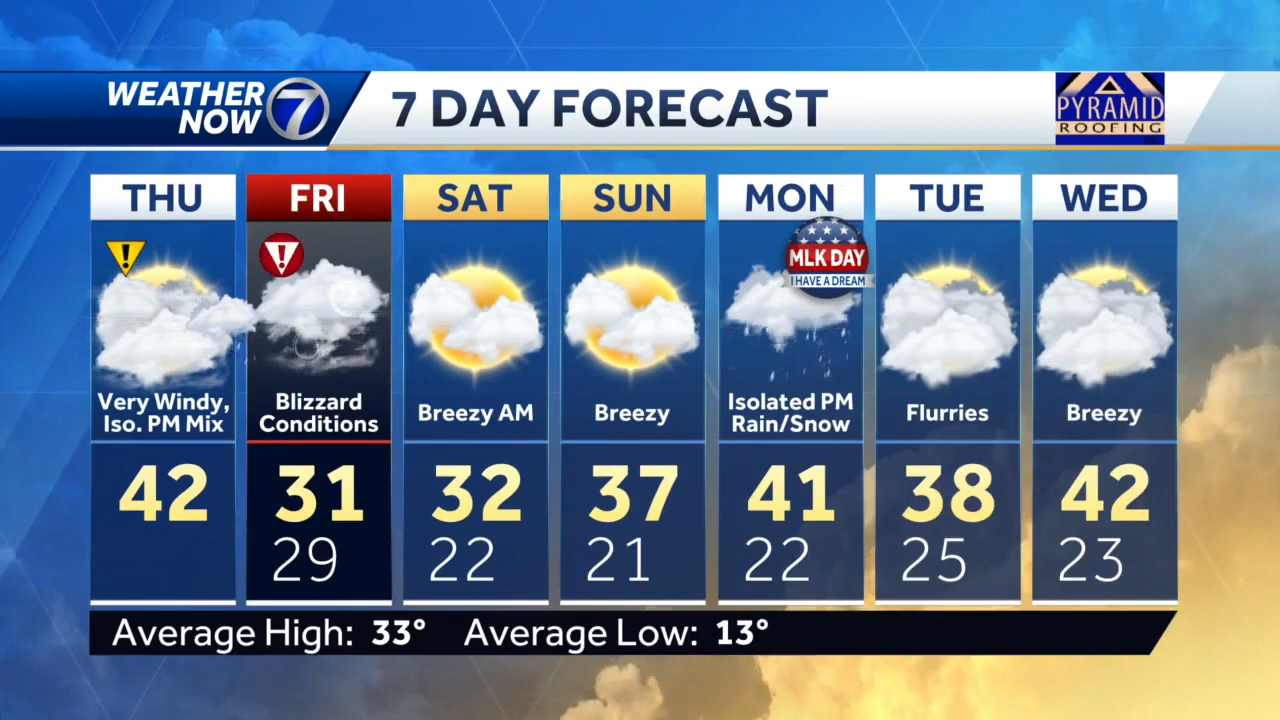 WEATHER
NOW 7
7 DAY FORECAST
PYRAMID
ROOFING
THU
FRI
SAT
SUN
MON
TUE
WED
!
!
MLK DAY
I HAVE A DREAM
Very Windy,
Iso. PM Mix
Blizzard
Conditions
Breezy AM
Breezy
Isolated PM
Rain/Snow
Flurries
Breezy
42
31
32
37
41
38
42
29
22
21
22
25
23
Average High: 33° Average Low: 13°